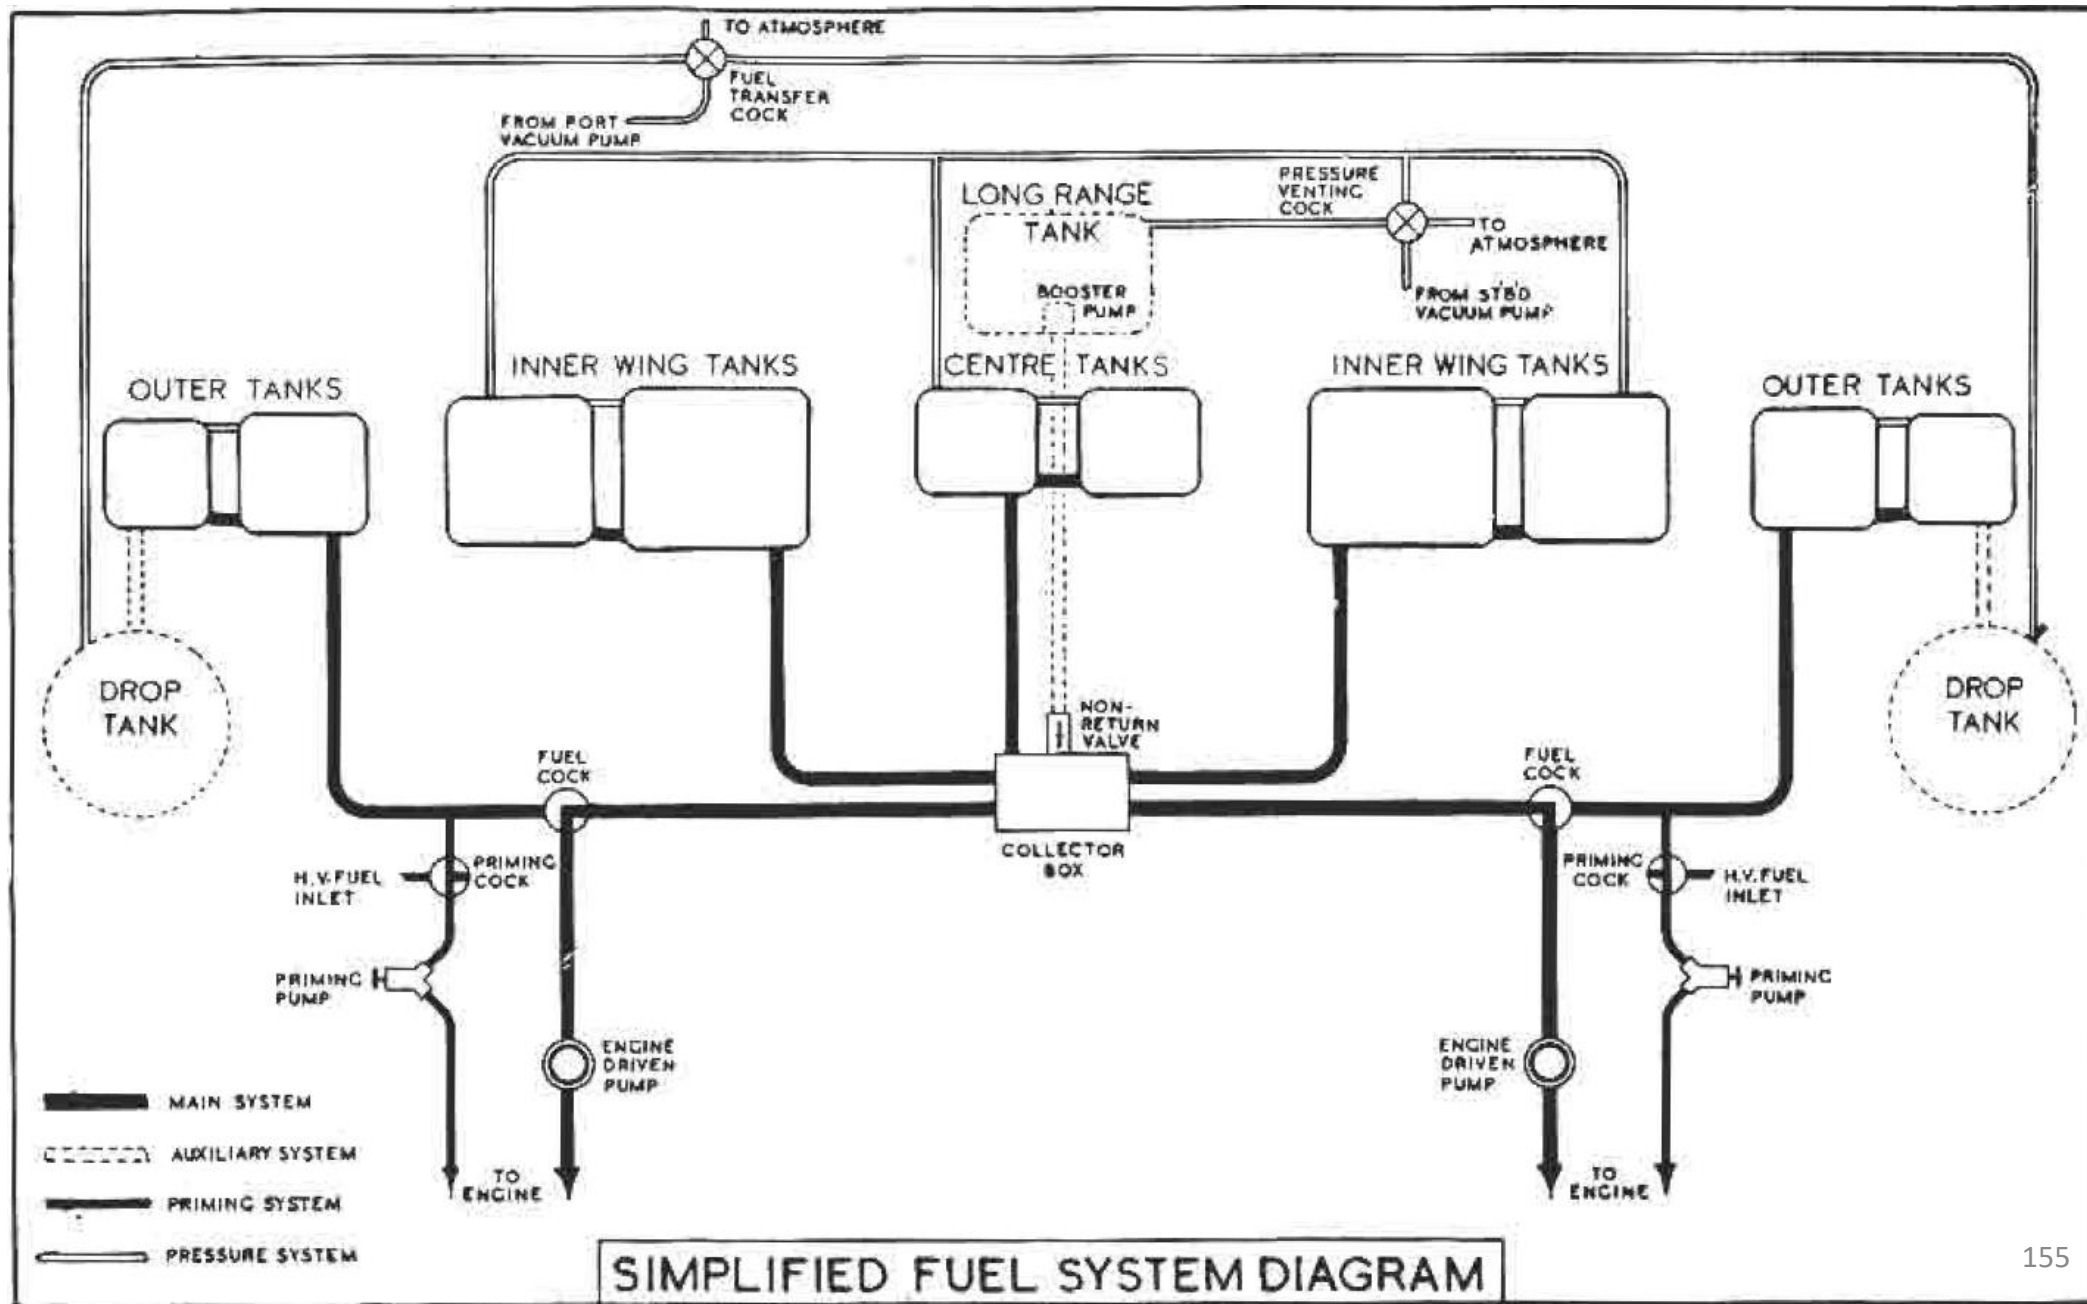 TO ATMOSPHERE
FUEL
TRANSFER
COCK
FROM PORT
VACUUM PUMP
LONG RANGE
TANK
BOOSTER
PUMP
PRESSURE
VENTING
COCK
TO
ATMOSPHERE
FROM STBD
VACUUM PUMP
OUTER TANKS
INNER WING TANKS
CENTRE TANKS
INNER WING TANKS
OUTER TANKS
DROP
TANK
NON-
RETURN
VALVE
DROP
TANK
FUEL
COCK
FUEL
COCK
COLLECTOR
BOX
H.V. FUEL
INLET
PRIMING
COCK
PRIMING
COCK
H.V. FUEL
INLET
PRIMING
PUMP
PRIMING
PUMP
ENGINE
DRIVEN
PUMP
ENGINE
DRIVEN
PUMP
TO
ENGINE
TO
ENGINE
MAIN SYSTEM
AUXILIARY SYSTEM
PRIMING SYSTEM
PRESSURE SYSTEM
SIMPLIFIED FUEL SYSTEM DIAGRAM
155